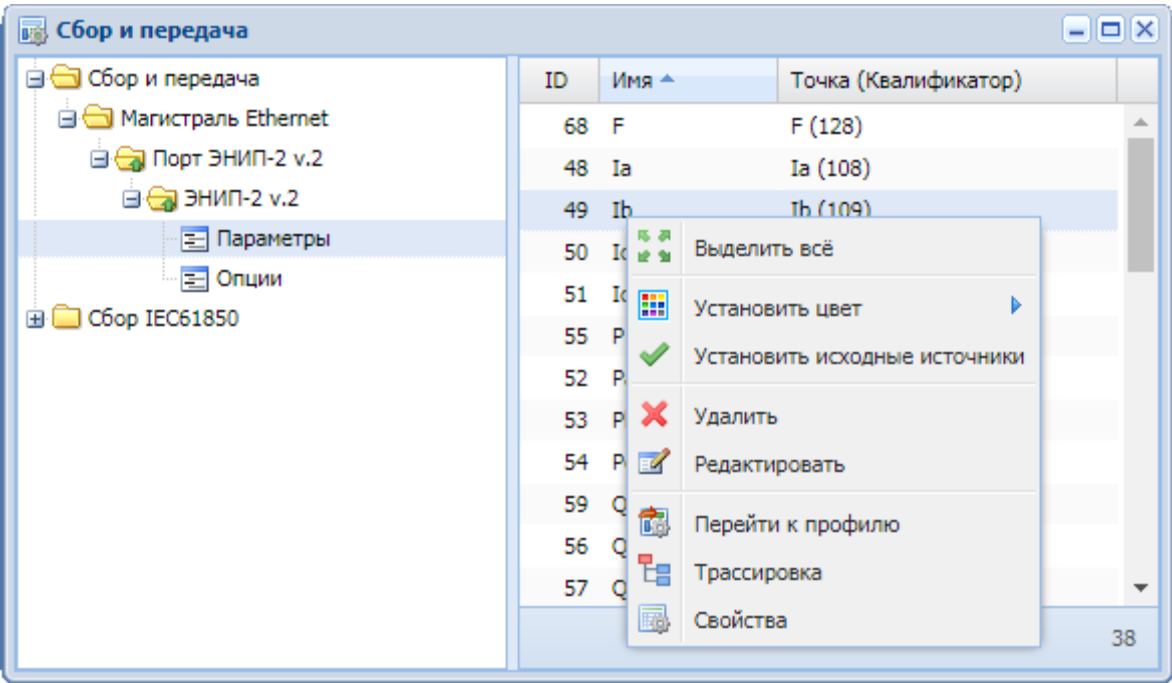 Сбор и передача
Сбор и передача
Магистраль Ethernet
Порт ЭНИП-2 v.2
ЭНИП-2 v.2
Параметры
Опции
Сбор IEC61850
ID Имя Точка (Квалификатор)
68 F F (128)
48 Ia Ia (108)
49 Ib Ib (109)
50
51
55 P
52
53
54
59 Q
56 Q
57 Q
Выделить всё
Установить цвет
Установить исходные источники
Удалить
Редактировать
Перейти к профилю
Трассировка
Свойства
38